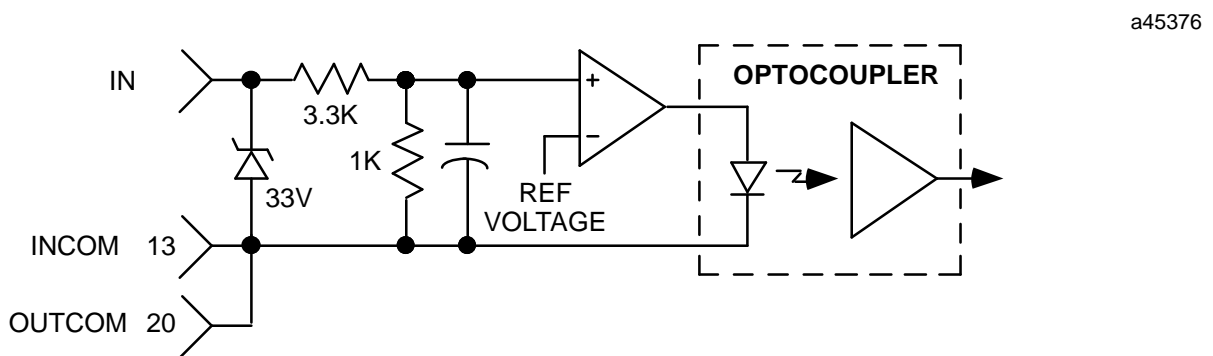 a45376
IN
3.3K
1K
33V
+
−
REF
VOLTAGE
OPTOCOUPLER
INCOM 13
OUTCOM 20